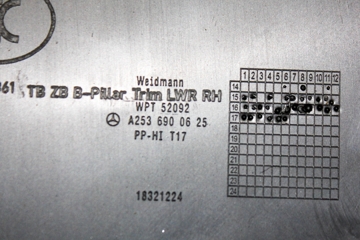 Weidmann
TB ZB B-Pillar Trim LWR RH
WPT 52092
A253 690 06 25
PP-HI T17
18321224
1 2 3 4 5 6 7 8 9 10 11 12
14
15
16
17
18
19
20
21
22
23
24